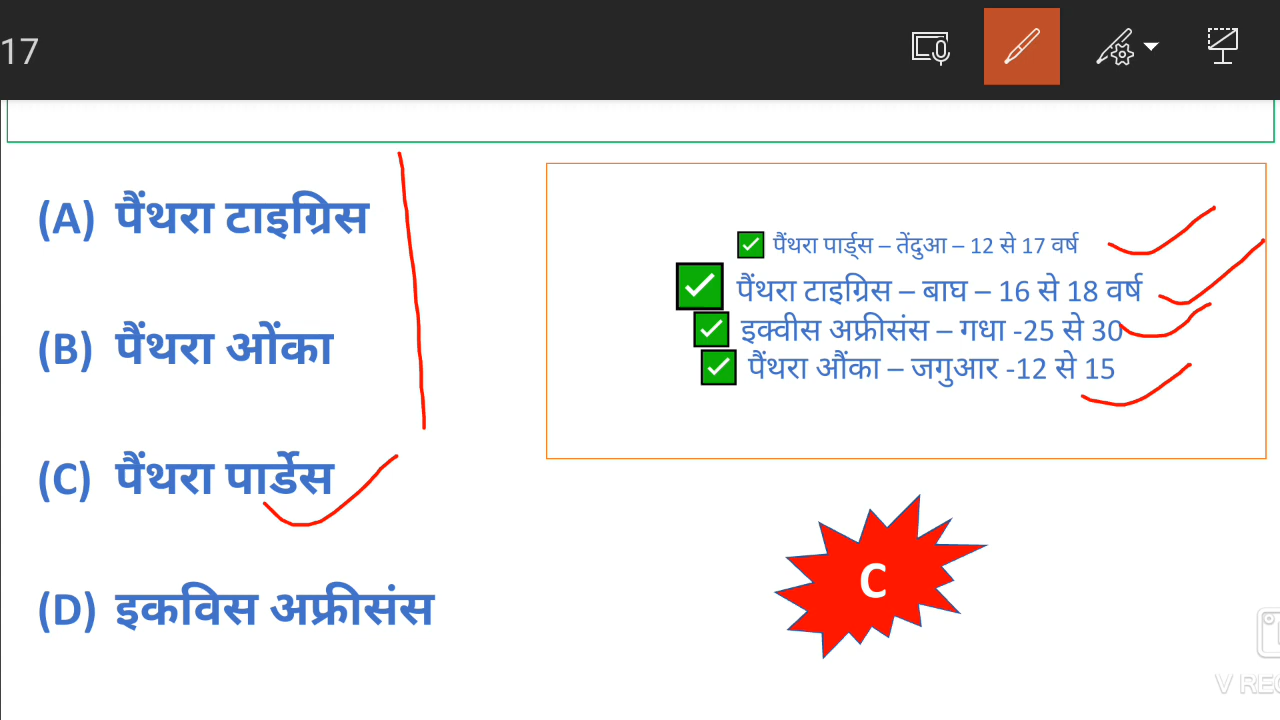 17
(A) पैंथरा टाइग्रिस
(B) पैंथरा ओंका
(C) पैंथरा पार्डेस
(D) इकविस अफ्रीसंस
✅ पैंथरा पार्ड्स – तेंदुआ – 12 से 17 वर्ष
✅ पैंथरा टाइग्रिस – बाघ – 16 से 18 वर्ष
✅ इक्वीस अफ्रीसंस – गधा -25 से 30
✅ पैंथरा औंका – जगुआर -12 से 15
C
V REC